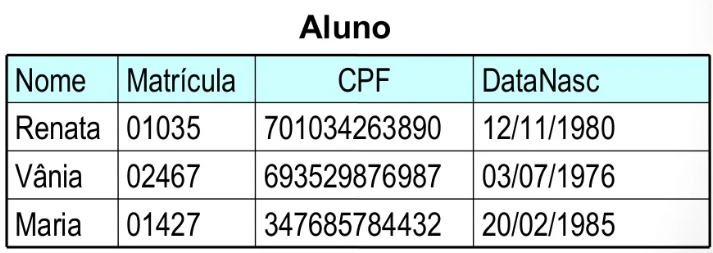 Aluno
Nome Matrícula CPF DataNasc
Renata 01035 701034263890 12/11/1980
Vânia 02467 693529876987 03/07/1976
Maria 01427 347685784432 20/02/1985